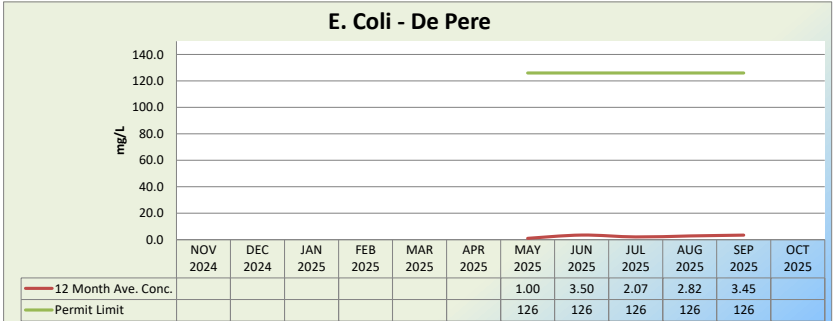 E. Coli - De Pere
mg/L
140.0
120.0
100.0
80.0
60.0
40.0
20.0
0.0
NOV 2024 DEC 2024 JAN 2025 FEB 2025 MAR 2025 APR 2025 MAY 2025 JUN 2025 JUL 2025 AUG 2025 SEP 2025 OCT 2025
12 Month Ave. Conc. 1.00 3.50 2.07 2.82 3.45
Permit Limit 126 126 126 126 126